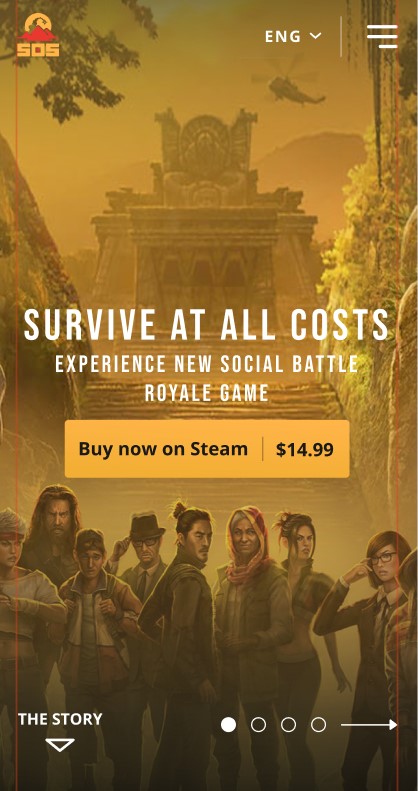 SOS
ENG
SURVIVE AT ALL COSTS
EXPERIENCE NEW SOCIAL BATTLE
ROYALE GAME
Buy now on Steam $14.99
THE STORY